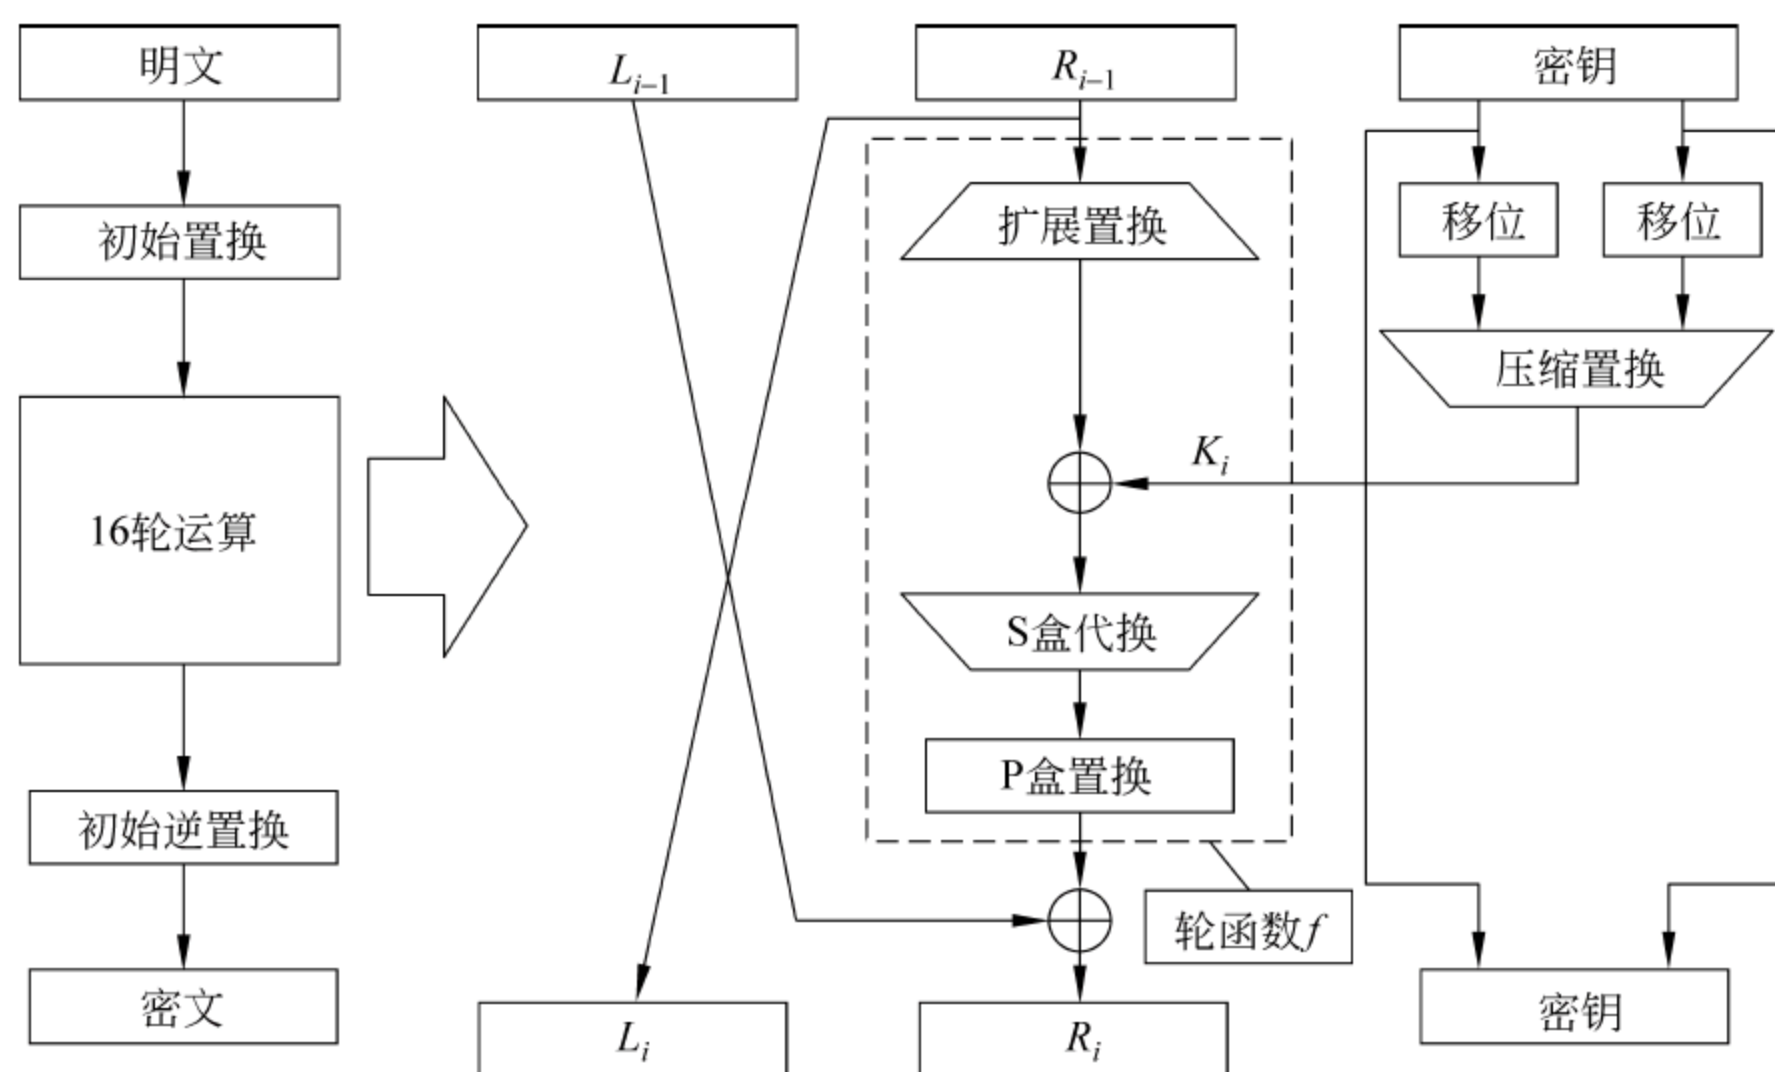 明文
初始置换
16轮运算
初始逆置换
密文
L_{i-1}
L_i
R_{i-1}
扩展置换
K_i
S盒代换
P盒置换
轮函数f
R_i
密钥
移位
移位
压缩置换
密钥